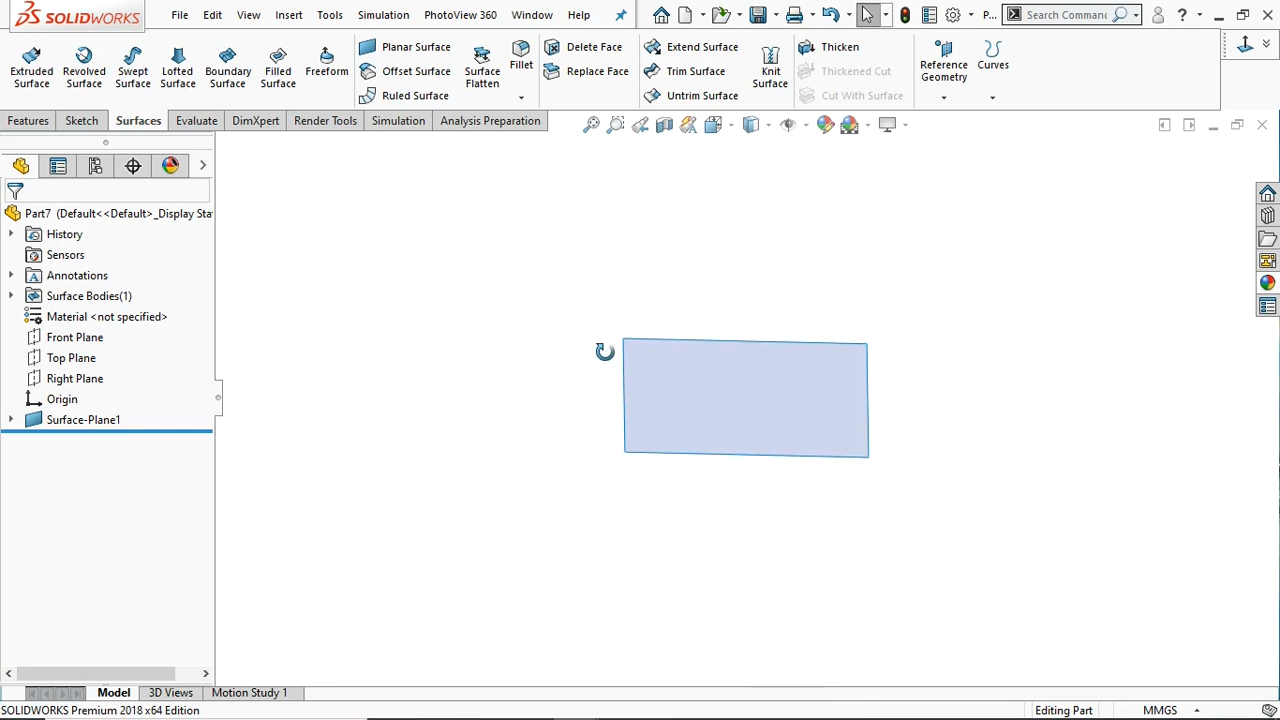 SOLIDWORKS File Edit View Insert Tools Simulation PhotoView 360 Window Help P... Search Commanc ?
Extruded Surface
Revolved Surface
Swept Surface
Lofted Surface
Boundary Surface
Filled Surface
Freeform
Planar Surface
Offset Surface
Ruled Surface
Surface Flatten
Fillet
Delete Face
Replace Face
Extend Surface
Trim Surface
Untrim Surface
Knit Surface
Thicken
Thickened Cut
Cut With Surface
Reference Geometry
Curves
Features Sketch Surfaces Evaluate DimXpert Render Tools Simulation Analysis Preparation
Part7 (Default<<Default>_Display Sta
History
Sensors
Annotations
Surface Bodies(1)
Material <not specified>
Front Plane
Top Plane
Right Plane
Origin
Surface-Plane1
Model 3D Views Motion Study 1
SOLIDWORKS Premium 2018 x64 Edition Editing Part MMGS